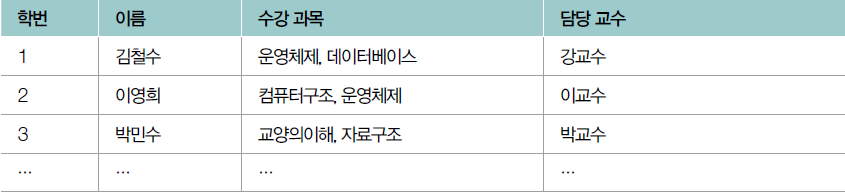 학번 이름 수강 과목 담당 교수
1 김철수 운영체제, 데이터베이스 강교수
2 이영희 컴퓨터구조, 운영체제 이교수
3 박민수 교양의이해, 자료구조 박교수
… … … …